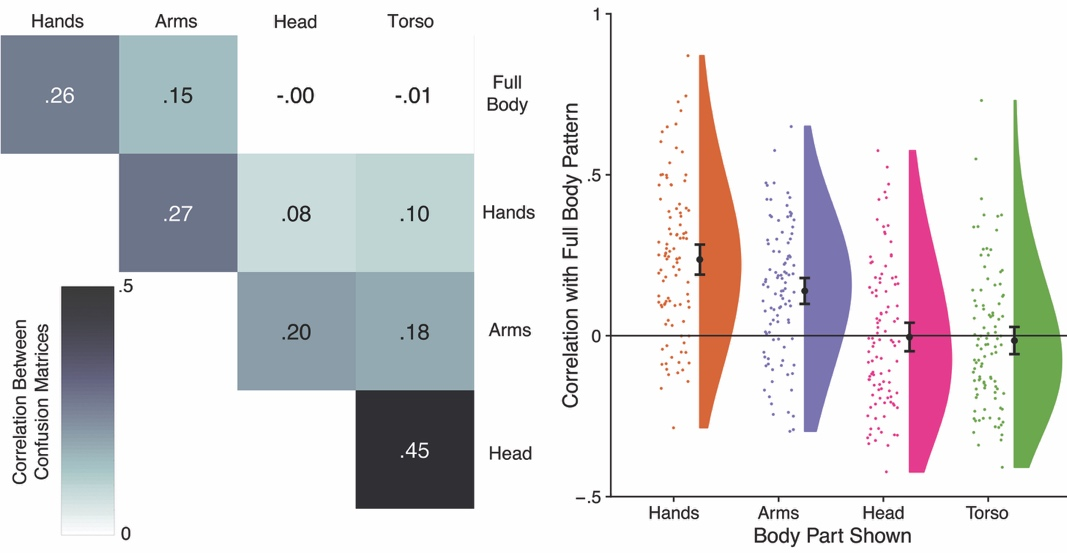 Hands Arms Head Torso
.26 .15 -.00 -.01 Full
Body
.27 .08 .10 Hands
.20 .18 Arms
.45 Head
.5
0
Correlation Between
Confusion Matrices
1
.5
0
-.5
Correlation with Full Body Pattern
Hands Arms Head Torso
Body Part Shown